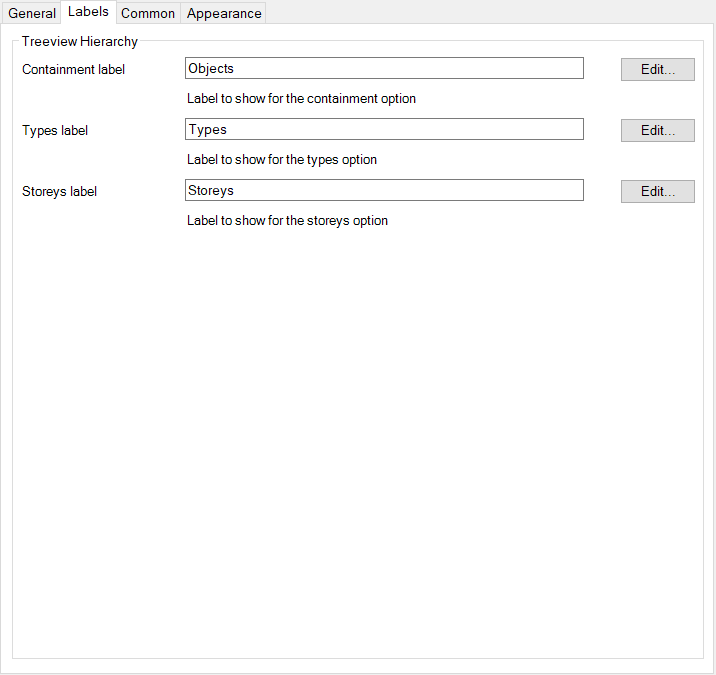 General Labels Common Appearance
Treeview Hierarchy
Containment label Objects Edit...
Label to show for the containment option
Types label Types Edit...
Label to show for the types option
Storeys label Storeys Edit...
Label to show for the storeys option